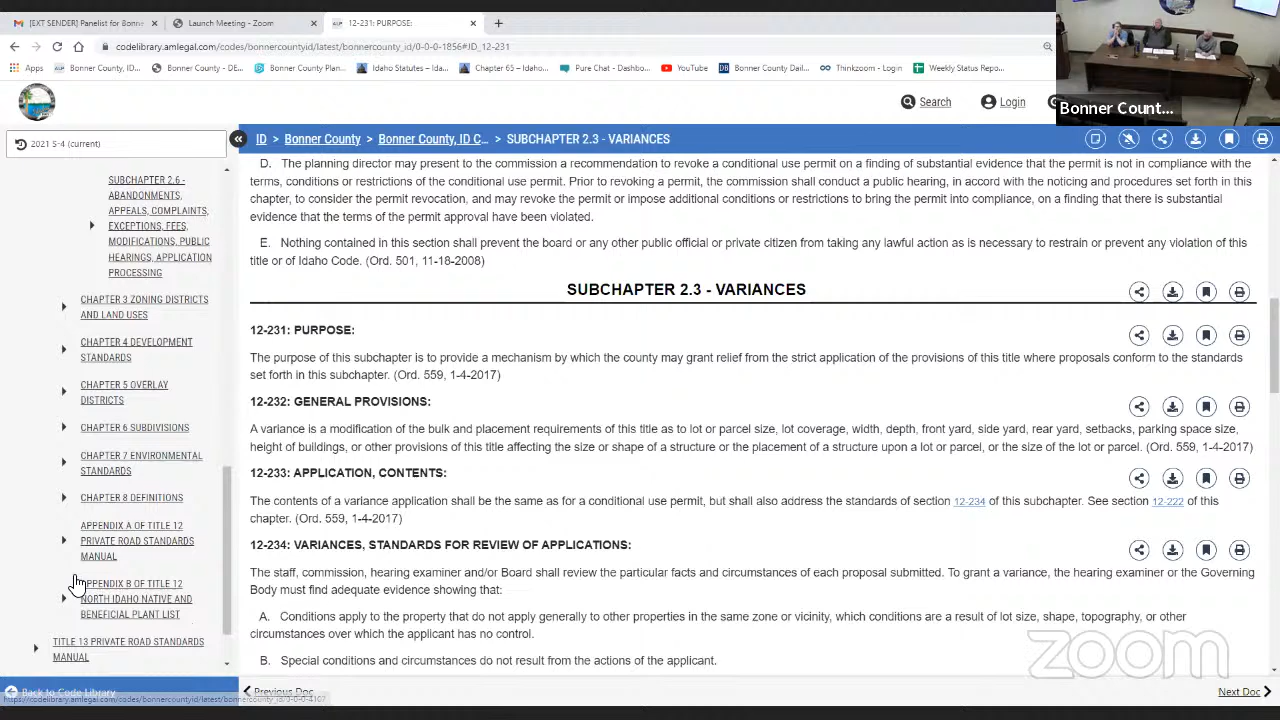 [EXT SENDER] Panelist for Bonne
Launch Meeting - Zoom
12-231: PURPOSE:
codelibrary.amlegal.com/codes/bonnercountyid/latest/bonnercounty_id/0-0-0-1856#JD_12-231
Apps
Bonner County, ID...
Bonner County - DE...
Bonner County Plan...
Idaho Statutes – Ida...
Chapter 65 – Idaho...
Pure Chat - Dashbo...
YouTube
Bonner County Dail...
Thinkzoom - Login
Weekly Status Repo...
Bonner Count...
Search
Login
2021 S-4 (current)
ID > Bonner County > Bonner County, ID C... > SUBCHAPTER 2.3 - VARIANCES
SUBCHAPTER 2.6 -
ABANDONMENTS,
APPEALS, COMPLAINTS,
EXCEPTIONS, FEES,
MODIFICATIONS, PUBLIC
HEARINGS, APPLICATION
PROCESSING
CHAPTER 3 ZONING DISTRICTS
AND LAND USES
CHAPTER 4 DEVELOPMENT
STANDARDS
CHAPTER 5 OVERLAY
DISTRICTS
CHAPTER 6 SUBDIVISIONS
CHAPTER 7 ENVIRONMENTAL
STANDARDS
CHAPTER 8 DEFINITIONS
APPENDIX A OF TITLE 12
PRIVATE ROAD STANDARDS
MANUAL
APPENDIX B OF TITLE 12
NORTH IDAHO NATIVE AND
BENEFICIAL PLANT LIST
TITLE 13 PRIVATE ROAD STANDARDS
MANUAL
Back to Code Library
https://codelibrary.amlegal.com/codes/bonnercountyid/latest/bonnercounty_id/0-0-0-4107
D. The planning director may present to the commission a recommendation to revoke a conditional use permit on a finding of substantial evidence that the permit is not in compliance with the
terms, conditions or restrictions of the conditional use permit. Prior to revoking a permit, the commission shall conduct a public hearing, in accord with the noticing and procedures set forth in this
chapter, to consider the permit revocation, and may revoke the permit or impose additional conditions or restrictions to bring the permit into compliance, on a finding that there is substantial
evidence that the terms of the permit approval have been violated.
E. Nothing contained in this section shall prevent the board or any other public official or private citizen from taking any lawful action as is necessary to restrain or prevent any violation of this
title or of Idaho Code. (Ord. 501, 11-18-2008)
SUBCHAPTER 2.3 - VARIANCES
12-231: PURPOSE:
The purpose of this subchapter is to provide a mechanism by which the county may grant relief from the strict application of the provisions of this title where proposals conform to the standards
set forth in this subchapter. (Ord. 559, 1-4-2017)
12-232: GENERAL PROVISIONS:
A variance is a modification of the bulk and placement requirements of this title as to lot or parcel size, lot coverage, width, depth, front yard, side yard, rear yard, setbacks, parking space size,
height of buildings, or other provisions of this title affecting the size or shape of a structure or the placement of a structure upon a lot or parcel, or the size of the lot or parcel. (Ord. 559, 1-4-2017)
12-233: APPLICATION, CONTENTS:
The contents of a variance application shall be the same as for a conditional use permit, but shall also address the standards of section 12-234 of this subchapter. See section 12-222 of this
chapter. (Ord. 559, 1-4-2017)
12-234: VARIANCES, STANDARDS FOR REVIEW OF APPLICATIONS:
The staff, commission, hearing examiner and/or Board shall review the particular facts and circumstances of each proposal submitted. To grant a variance, the hearing examiner or the Governing
Body must find adequate evidence showing that:
A. Conditions apply to the property that do not apply generally to other properties in the same zone or vicinity, which conditions are a result of lot size, shape, topography, or other
circumstances over which the applicant has no control.
B. Special conditions and circumstances do not result from the actions of the applicant.
zoom
Previous Doc
Next Doc